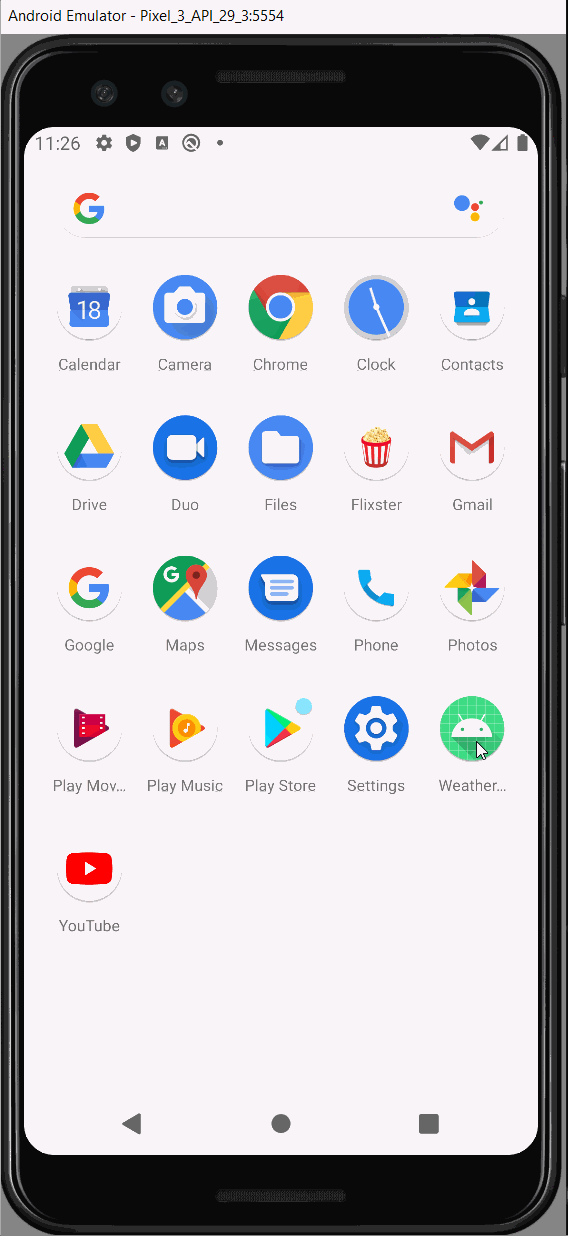 Android Emulator - Pixel_3_API_29_3:5554
11:26 A
G
18
Calendar Camera Chrome Clock Contacts
Drive Duo Files Flixster Gmail
G G
Google Maps Messages Phone Photos
Play Mov... Play Music Play Store Settings Weather...
YouTube